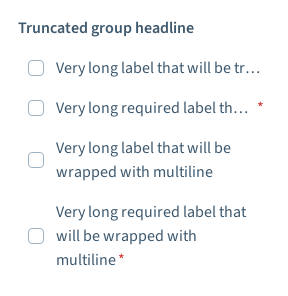 Truncated group headline
Very long label that will be tr…
Very long required label th… *
Very long label that will be
wrapped with multiline
Very long required label that
will be wrapped with
multiline *